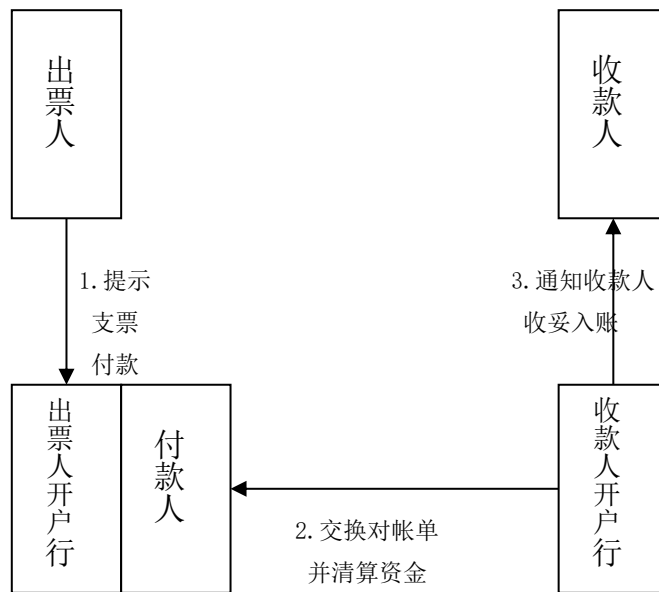 出票人
收款人
1.提示
支票
付款
3.通知收款人
收妥入账
出票人开户行
付款人
收款人开户行
2.交换对帐单
并清算资金